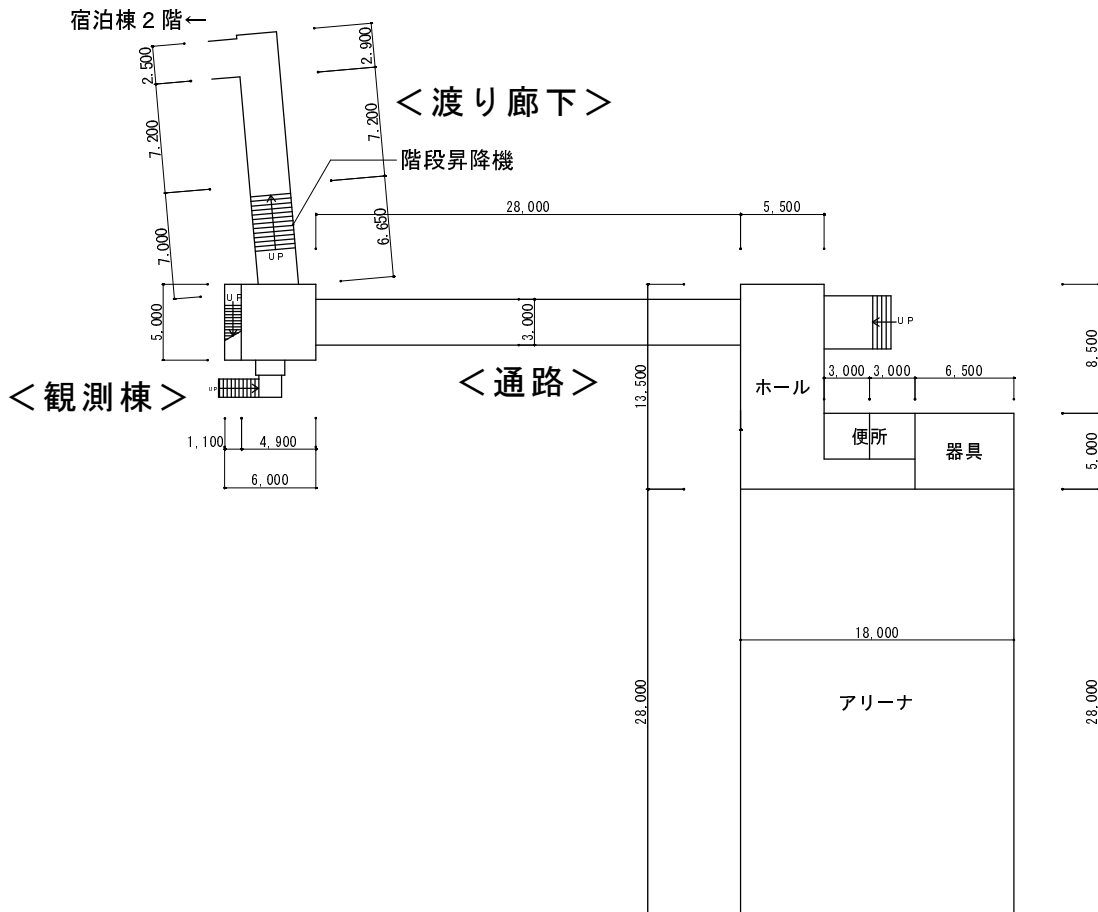 宿泊棟2階←
2.500
2.900
7.200
7.200
＜渡り廊下＞
階段昇降機
7.000
6.650
UP
28,000
5,500
5.000
UP
3.000
UP
8,500
＜観測棟＞
UP
＜通路＞
13,500
ホール
3,000
3,000
6,500
便所
器具
5,000
1,100
4,900
6,000
18,000
28,000
アリーナ
28,000